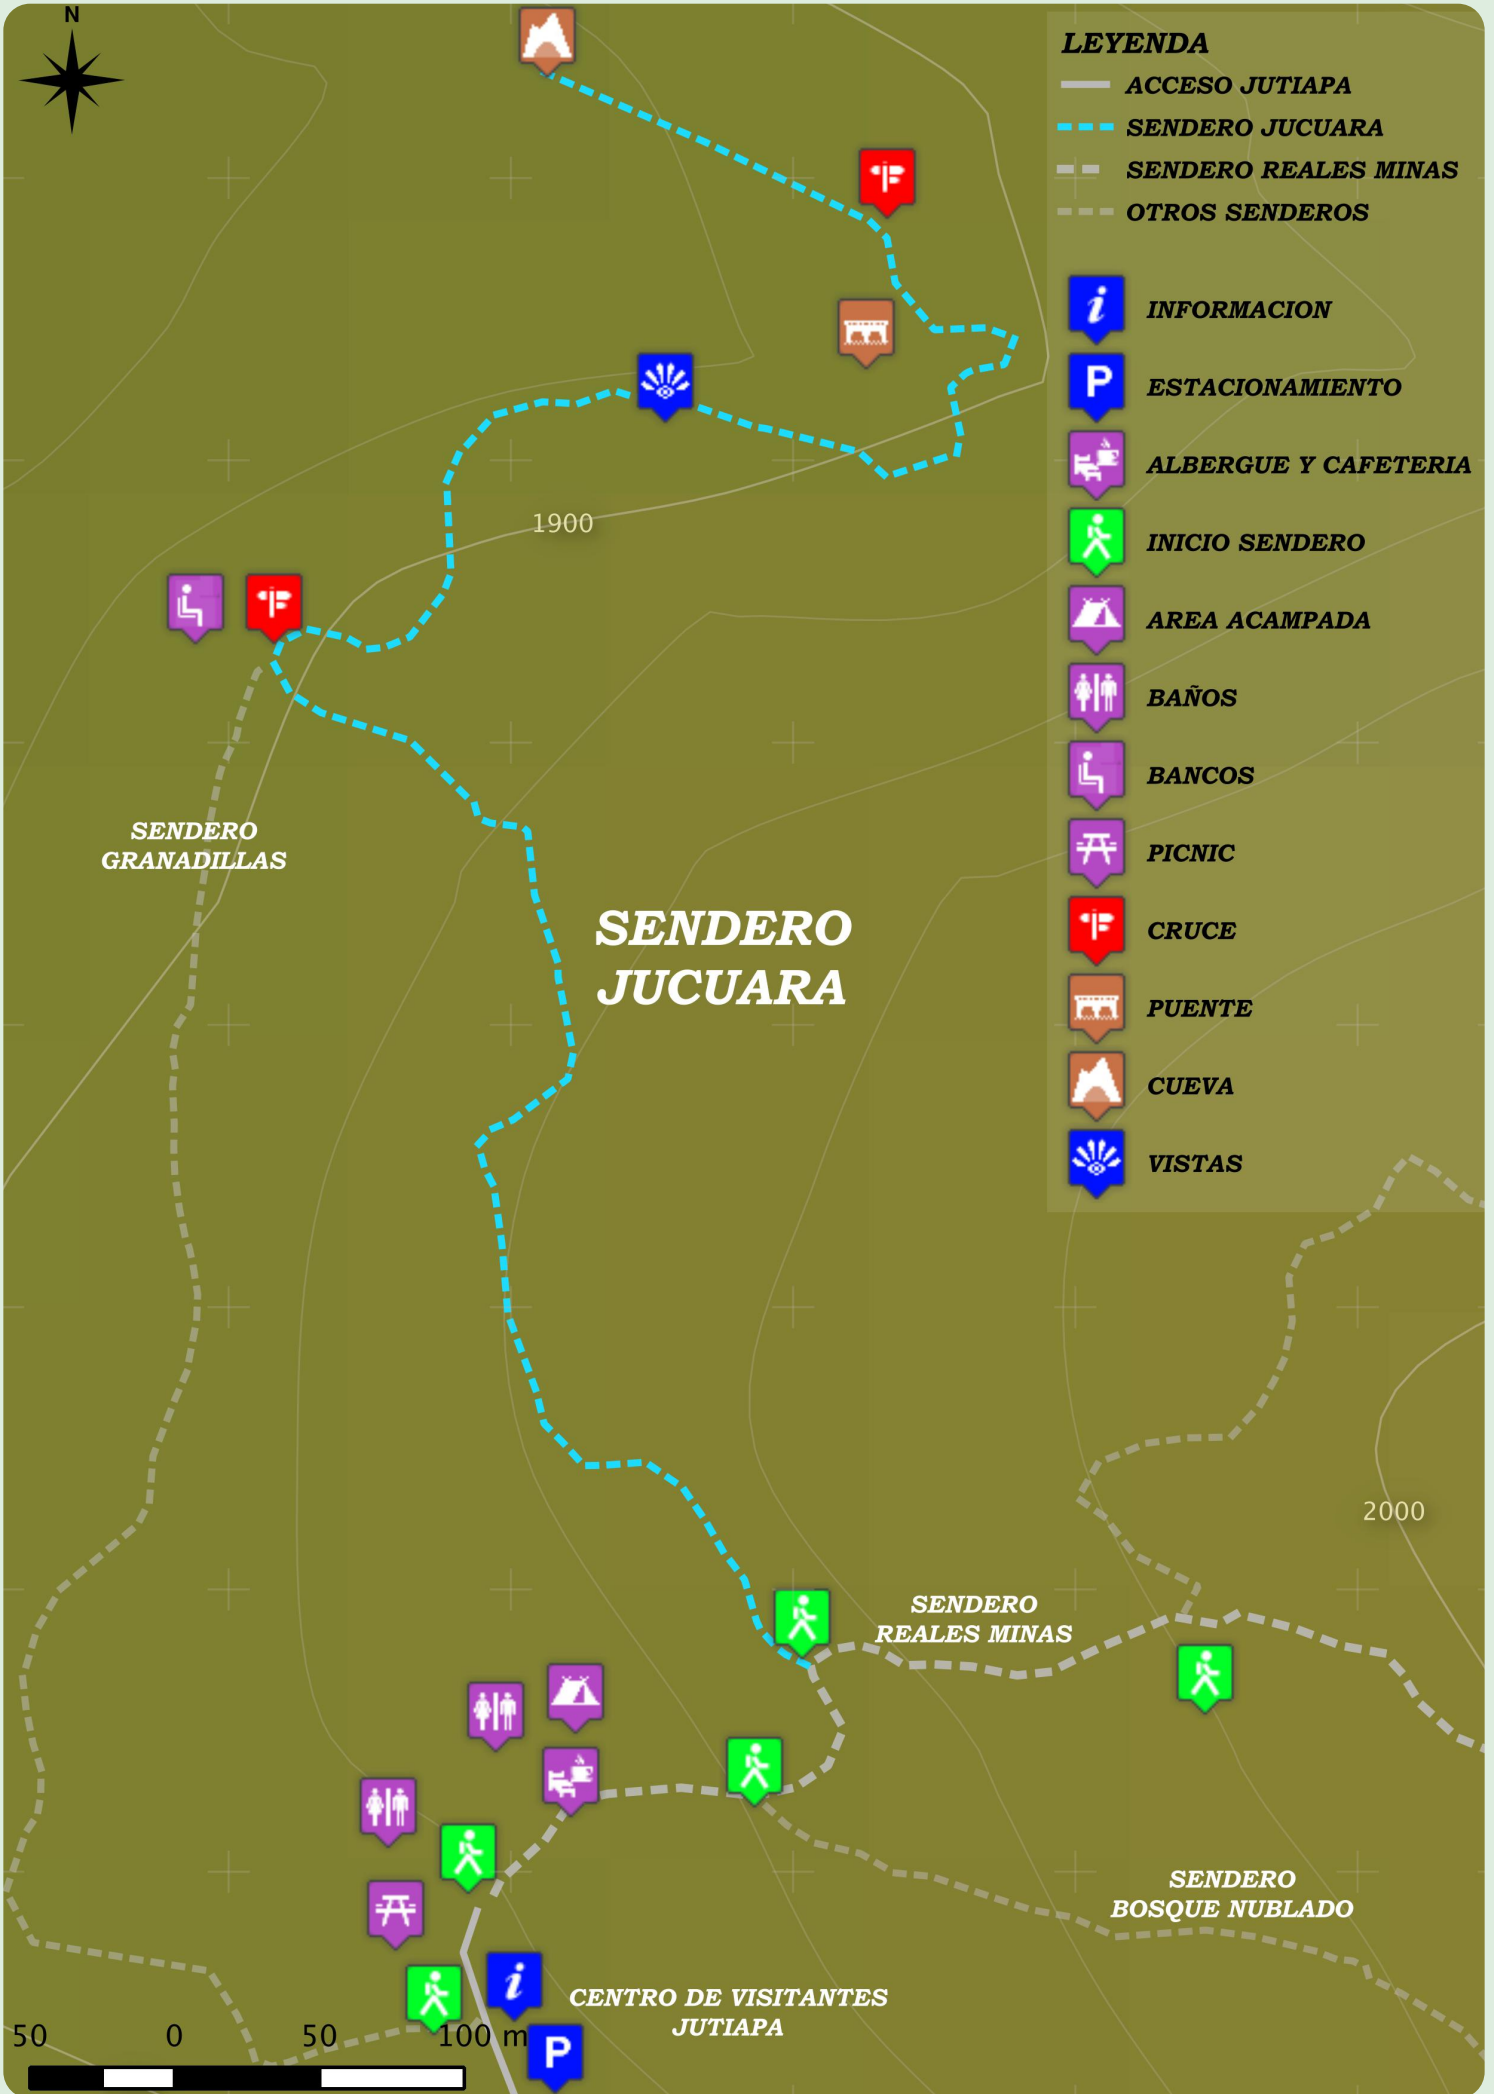 N
LEYENDA
ACCESO JUTIAPA
SENDERO JUCUARA
SENDERO REALES MINAS
OTROS SENDEROS
INFORMACION
P
ESTACIONAMIENTO
ALBERGUE Y CAFETERIA
INICIO SENDERO
AREA ACAMPADA
BAÑOS
BANCOS
PICNIC
CRUCE
PUENTE
CUEVA
VISTAS
1900
SENDERO
GRANADILLAS
SENDERO
JUCUARA
2000
SENDERO
REALES MINAS
SENDERO
BOSQUE NUBLADO
i
CENTRO DE VISITANTES
JUTIAPA
P
50 0 50 100 m